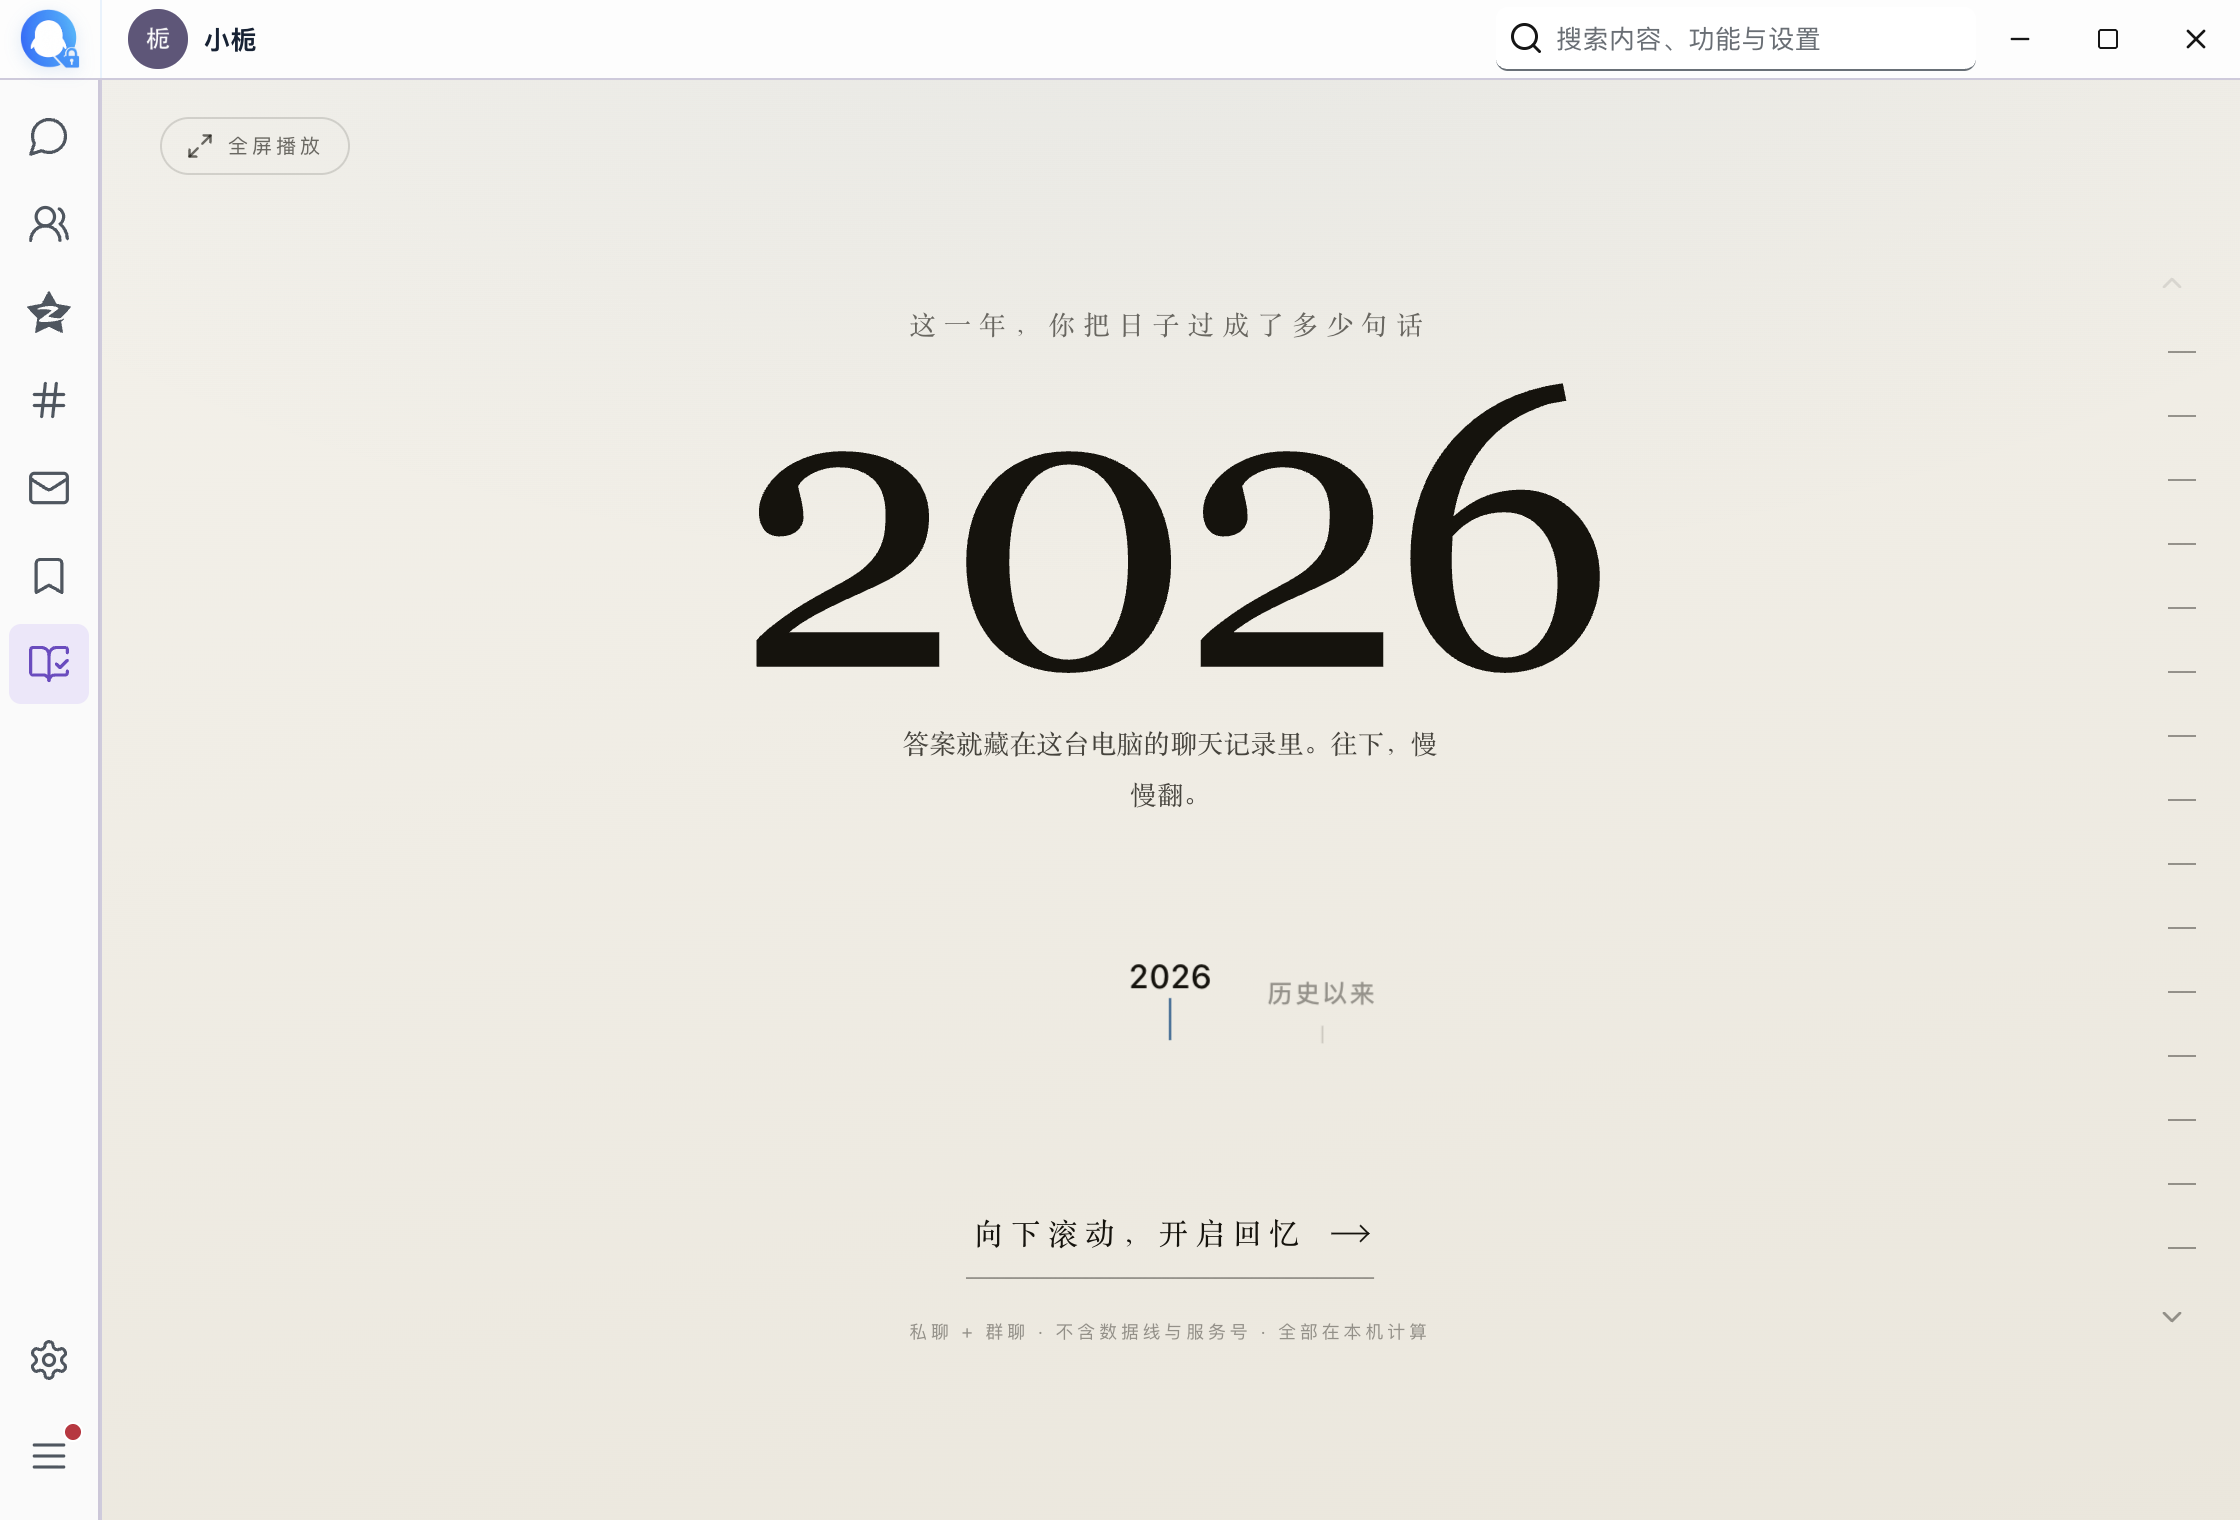 栀 小栀
搜索内容、功能与设置
全屏播放
这一年，你把日子过成了多少句话
2026
答案就藏在这台电脑的聊天记录里。往下，慢
慢翻。
2026
历史以来
向下滚动，开启回忆 →
私聊 + 群聊 · 不含数据线与服务号 · 全部在本机计算